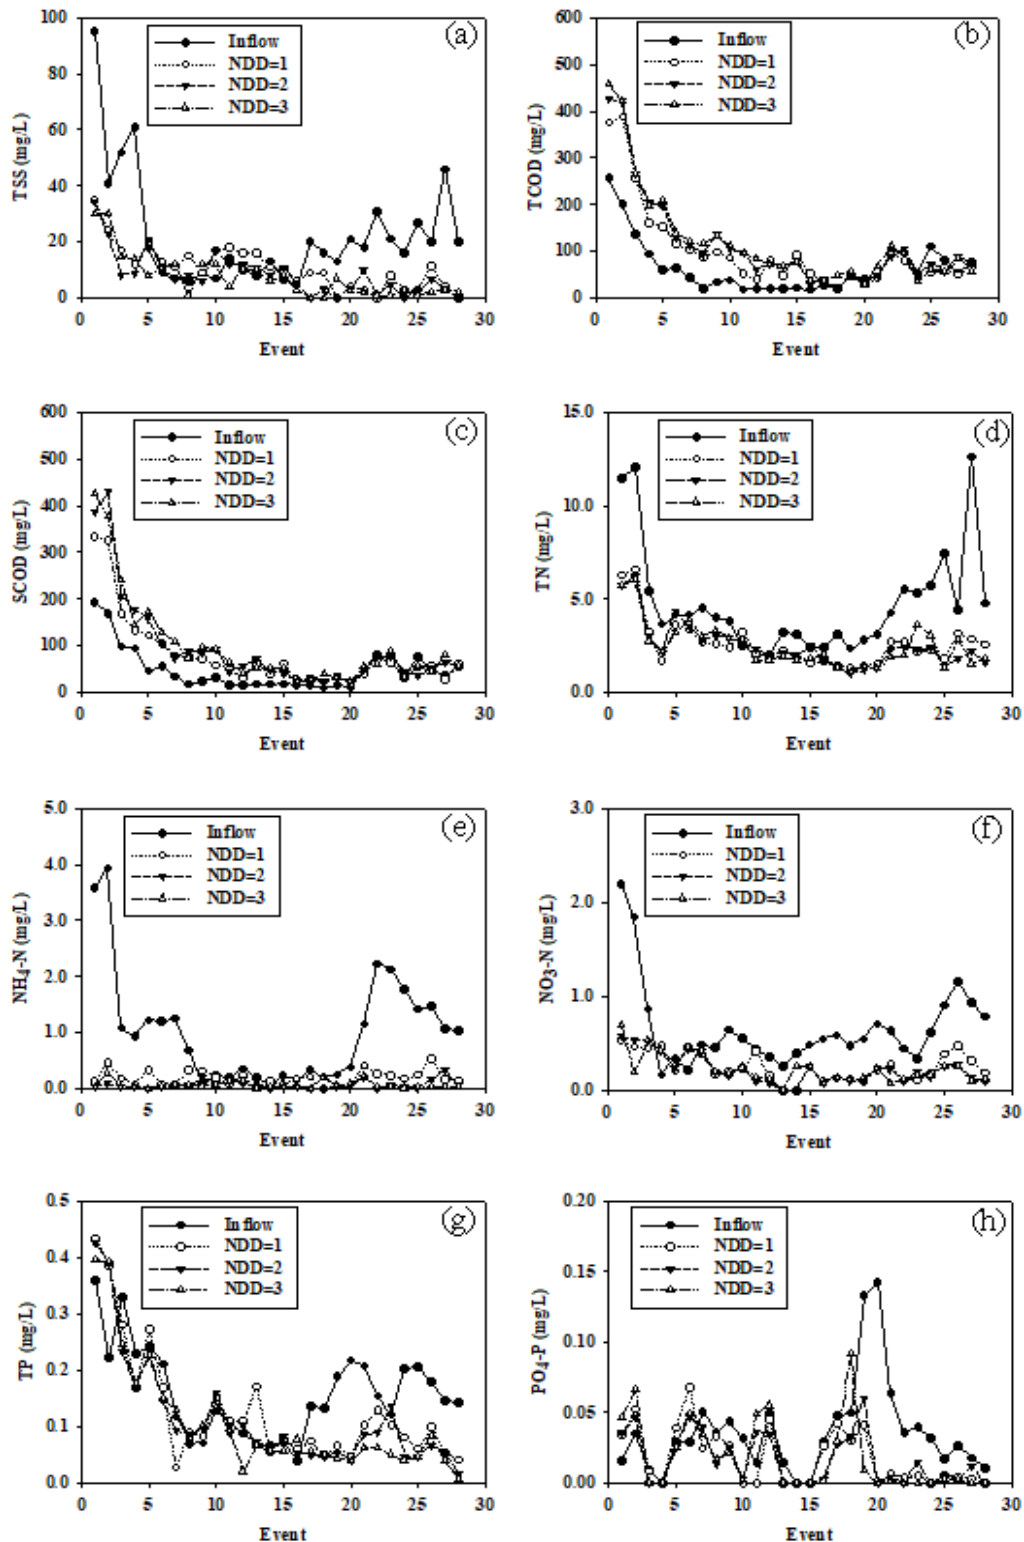 (a)
Inflow
NDD=1
NDD=2
NDD=3
100
80
60
40
20
0
TSS (mg/L)
0 5 10 15 20 25 30
Event
(b)
Inflow
NDD=1
NDD=2
NDD=3
600
500
400
300
200
100
0
TCOD (mg/L)
0 5 10 15 20 25 30
Event
(c)
Inflow
NDD=1
NDD=2
NDD=3
600
500
400
300
200
100
0
SCOD (mg/L)
0 5 10 15 20 25 30
Event
(d)
Inflow
NDD=1
NDD=2
NDD=3
15.0
10.0
5.0
0.0
TN (mg/L)
0 5 10 15 20 25 30
Event
(e)
Inflow
NDD=1
NDD=2
NDD=3
5.0
4.0
3.0
2.0
1.0
0.0
NH4-N (mg/L)
0 5 10 15 20 25 30
Event
(f)
Inflow
NDD=1
NDD=2
NDD=3
3.0
2.0
1.0
0.0
NO3-N (mg/L)
0 5 10 15 20 25 30
Event
(g)
Inflow
NDD=1
NDD=2
NDD=3
0.5
0.4
0.3
0.2
0.1
0.0
TP (mg/L)
0 5 10 15 20 25 30
Event
(h)
Inflow
NDD=1
NDD=2
NDD=3
0.20
0.15
0.10
0.05
0.00
PO4-P (mg/L)
0 5 10 15 20 25 30
Event